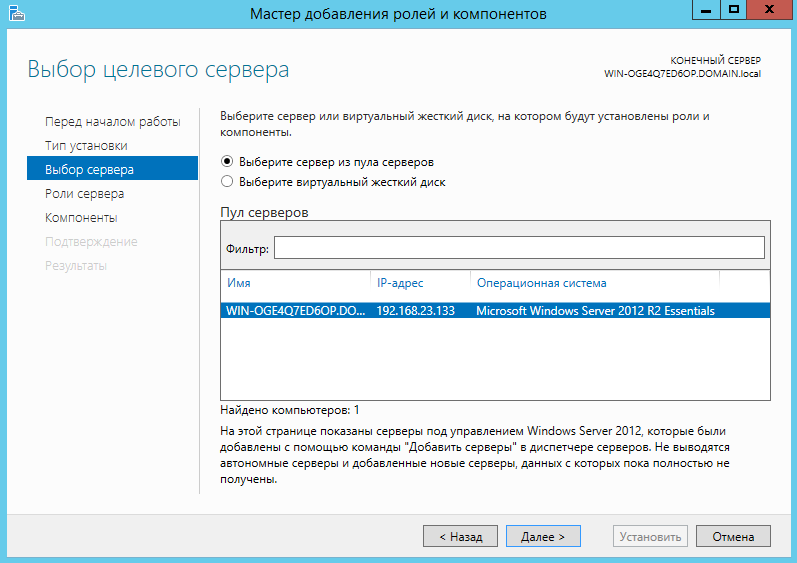 Мастер добавления ролей и компонентов
Выбор целевого сервера
КОНЕЧНЫЙ СЕРВЕР
WIN-OGE4Q7ED6OP.DOMAIN.local
Перед началом работы
Тип установки
Выбор сервера
Роли сервера
Компоненты
Подтверждение
Результаты
Выберите сервер или виртуальный жесткий диск, на котором будут установлены роли и
компоненты.
Выберите сервер из пула серверов
Выберите виртуальный жесткий диск
Пул серверов
Фильтр:
Имя IP-адрес Операционная система
WIN-OGE4Q7ED6OP.DO... 192.168.23.133 Microsoft Windows Server 2012 R2 Essentials
Найдено компьютеров: 1
На этой странице показаны серверы под управлением Windows Server 2012, которые были
добавлены с помощью команды "Добавить серверы" в диспетчере серверов. Не выводятся
автономные серверы и добавленные новые серверы, данных с которых пока полностью не
получены.
< Назад Далее > Установить Отмена